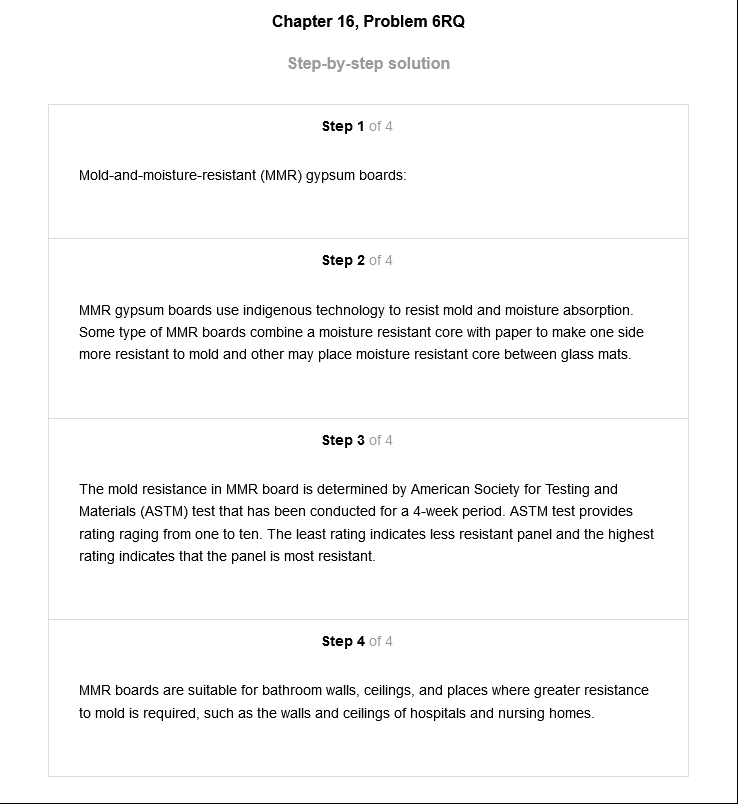 Chapter 16, Problem 6RQ
Step-by-step solution
Step 1 of 4
Mold-and-moisture-resistant (MMR) gypsum boards:
Step 2 of 4
MMR gypsum boards use indigenous technology to resist mold and moisture absorption.
Some type of MMR boards combine a moisture resistant core with paper to make one side
more resistant to mold and other may place moisture resistant core between glass mats.
Step 3 of 4
The mold resistance in MMR board is determined by American Society for Testing and
Materials (ASTM) test that has been conducted for a 4-week period. ASTM test provides
rating raging from one to ten. The least rating indicates less resistant panel and the highest
rating indicates that the panel is most resistant.
Step 4 of 4
MMR boards are suitable for bathroom walls, ceilings, and places where greater resistance
to mold is required, such as the walls and ceilings of hospitals and nursing homes.